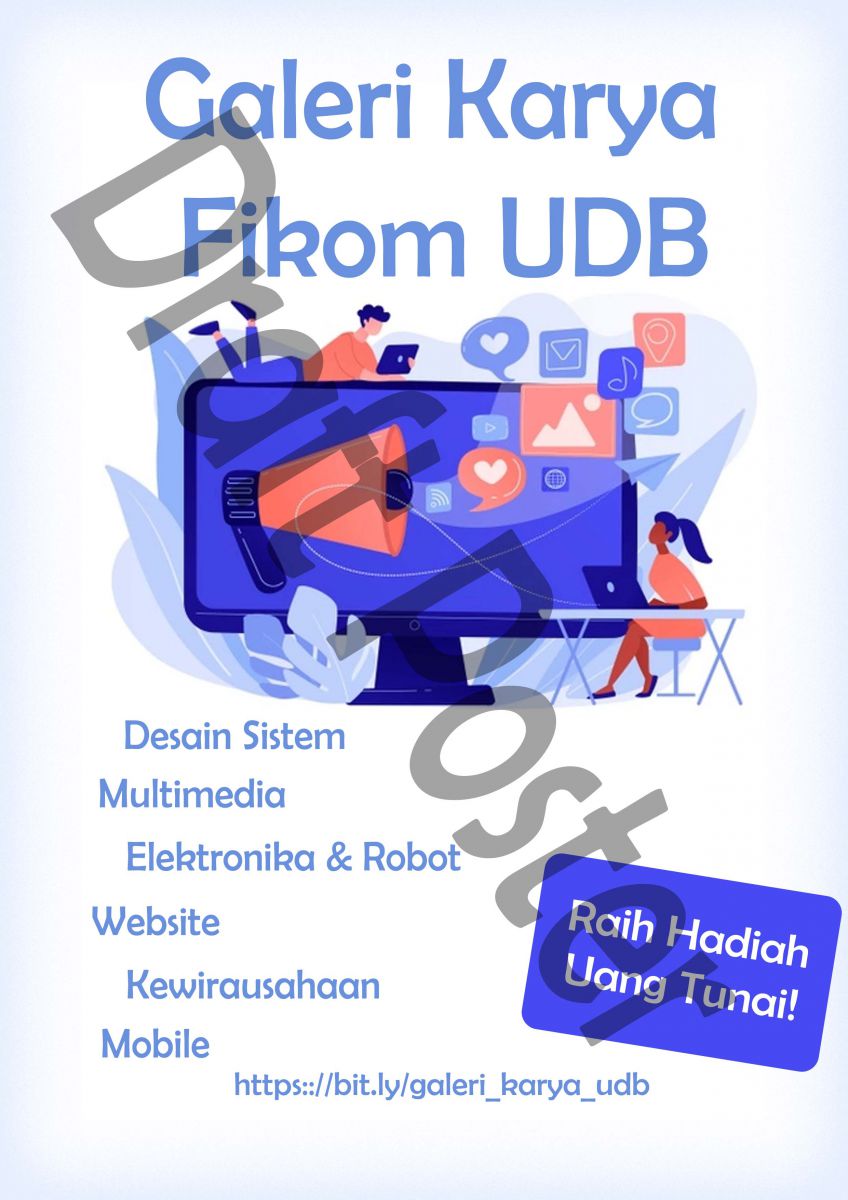 Galeri Karya
Fikom UDB
Draft Poster
Desain Sistem
Multimedia
Elektronika & Robot
Website
Kewirausahaan
Mobile
Raih Hadiah
Uang Tunai!
https:://bit.ly/galeri_karya_udb